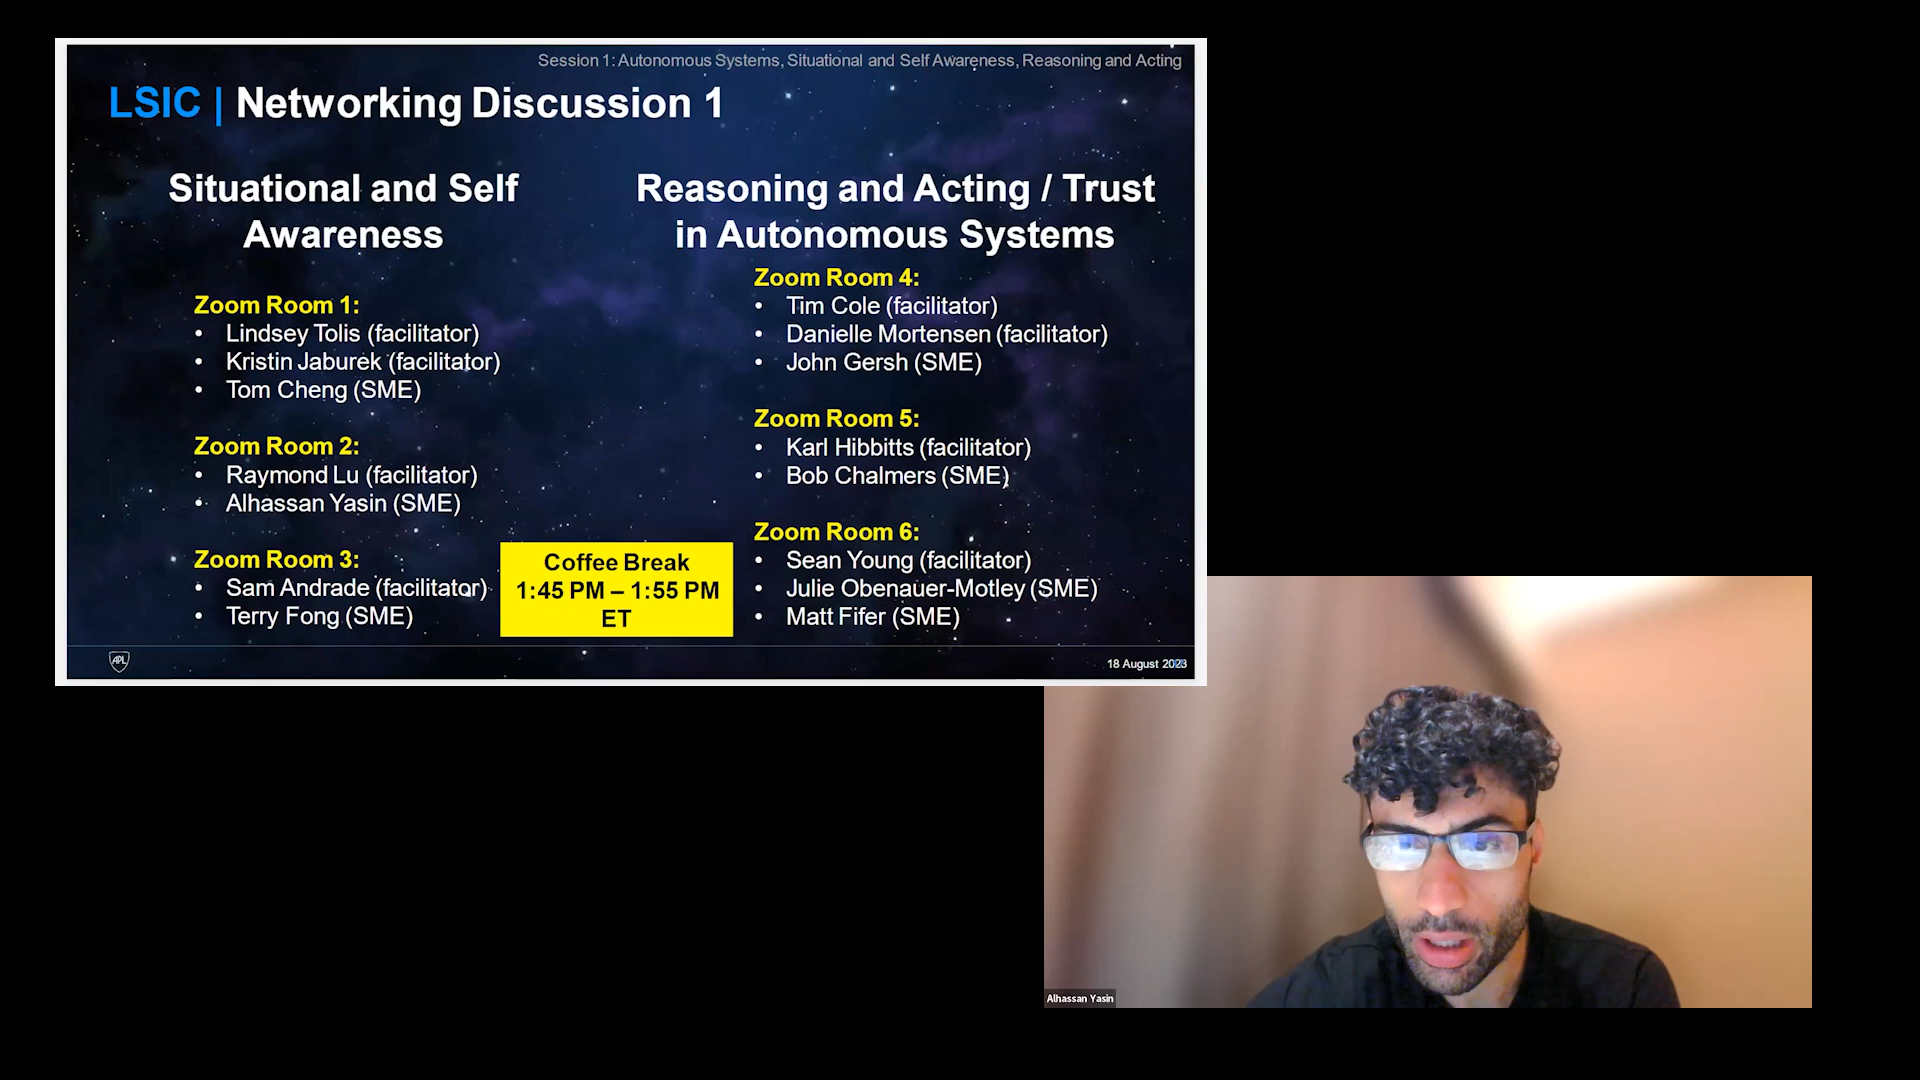 Session 1: Autonomous Systems, Situational and Self Awareness, Reasoning and Acting
LSIC | Networking Discussion 1
Situational and Self
Awareness
Zoom Room 1:
• Lindsey Tolis (facilitator)
• Kristin Jaburek (facilitator)
• Tom Cheng (SME)
Zoom Room 2:
• Raymond Lu (facilitator)
• Alhassan Yasin (SME)
Zoom Room 3:
• Sam Andrade (facilitator)
• Terry Fong (SME)
Coffee Break
1:45 PM – 1:55 PM
ET
Reasoning and Acting / Trust
in Autonomous Systems
Zoom Room 4:
• Tim Cole (facilitator)
• Danielle Mortensen (facilitator)
• John Gersh (SME)
Zoom Room 5:
• Karl Hibbitts (facilitator)
• Bob Chalmers (SME)
Zoom Room 6:
• Sean Young (facilitator)
• Julie Obenauer-Motley (SME)
• Matt Fifer (SME)
APL
18 August 2023
Alhassan Yasin